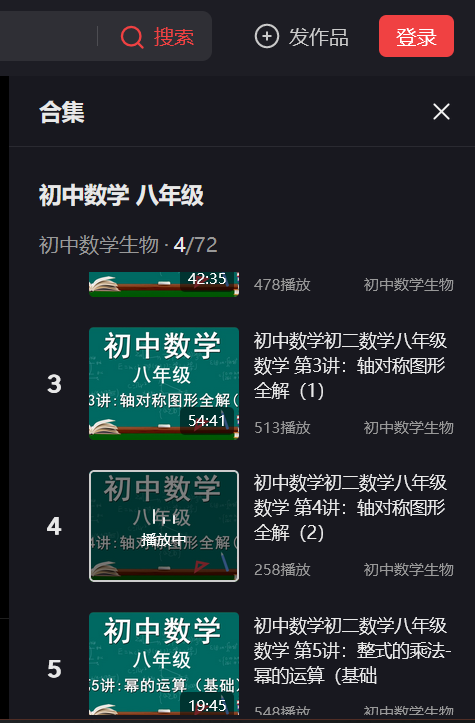 搜索
发作品
登录
合集
初中数学 八年级
初中数学生物 · 4/72
42:35
478播放
初中数学生物
3
初中数学
八年级
3讲:轴对称图形全解(
54:41
初中数学初二数学八年级
数学 第3讲：轴对称图形
全解（1）
513播放
初中数学生物
4
初中数学
八年级
播放中
4讲:轴对称图形全解(
初中数学初二数学八年级
数学 第4讲：轴对称图形
全解（2）
258播放
初中数学生物
5
初中数学
八年级
5讲:幂的运算（基础）
19:45
初中数学初二数学八年级
数学 第5讲：整式的乘法-
幂的运算（基础
548播放
初中数学生物